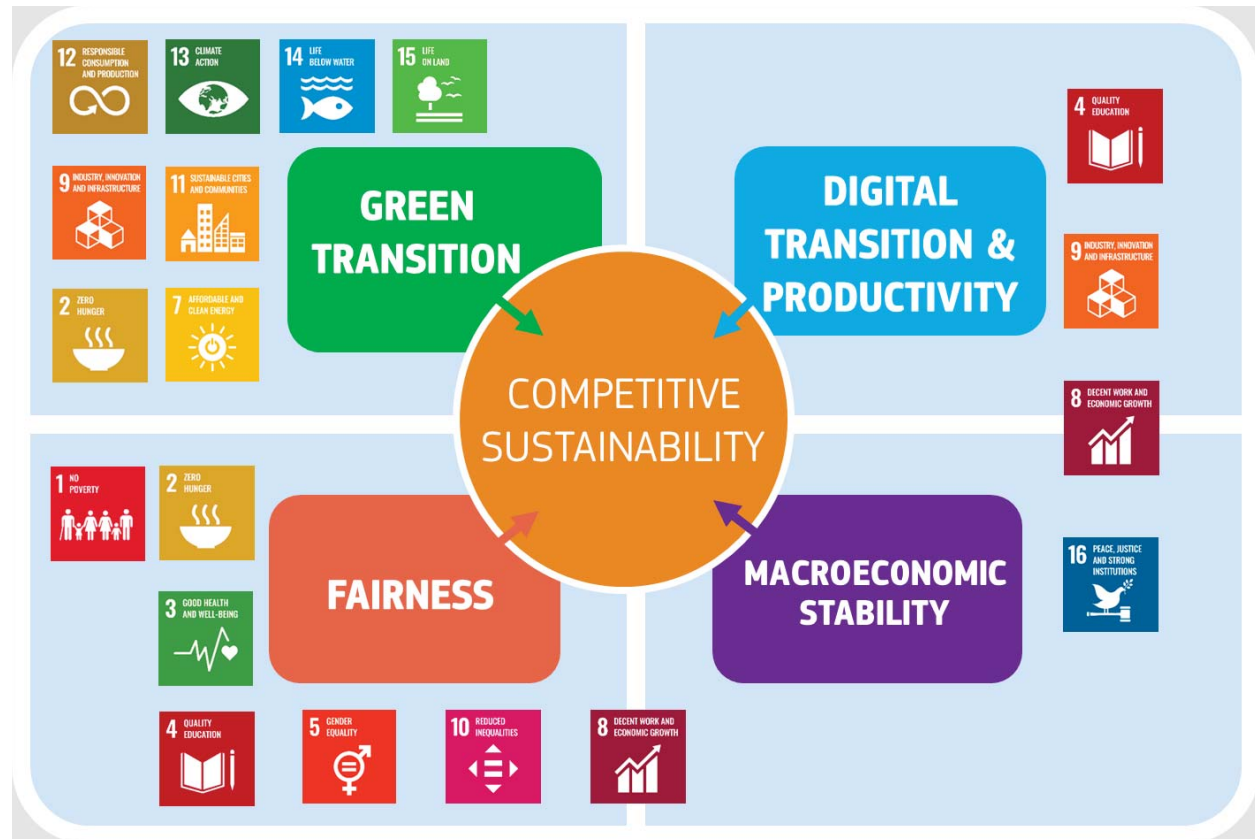 12 RESPONSIBLE
CONSUMPTION
AND PRODUCTION
13 CLIMATE
ACTION
14 LIFE
BELOW WATER
15 LIFE
ON LAND
9 INDUSTRY, INNOVATION
AND INFRASTRUCTURE
11 SUSTAINABLE CITIES
AND COMMUNITIES
2 ZERO
HUNGER
7 AFFORDABLE AND
CLEAN ENERGY
GREEN
TRANSITION
DIGITAL
TRANSITION &
PRODUCTIVITY
4 QUALITY
EDUCATION
9 INDUSTRY, INNOVATION
AND INFRASTRUCTURE
8 DECENT WORK AND
ECONOMIC GROWTH
COMPETITIVE
SUSTAINABILITY
1 NO
POVERTY
2 ZERO
HUNGER
3 GOOD HEALTH
AND WELL-BEING
FAIRNESS
4 QUALITY
EDUCATION
5 GENDER
EQUALITY
10 REDUCED
INEQUALITIES
8 DECENT WORK AND
ECONOMIC GROWTH
MACROECONOMIC
STABILITY
16 PEACE, JUSTICE
AND STRONG
INSTITUTIONS